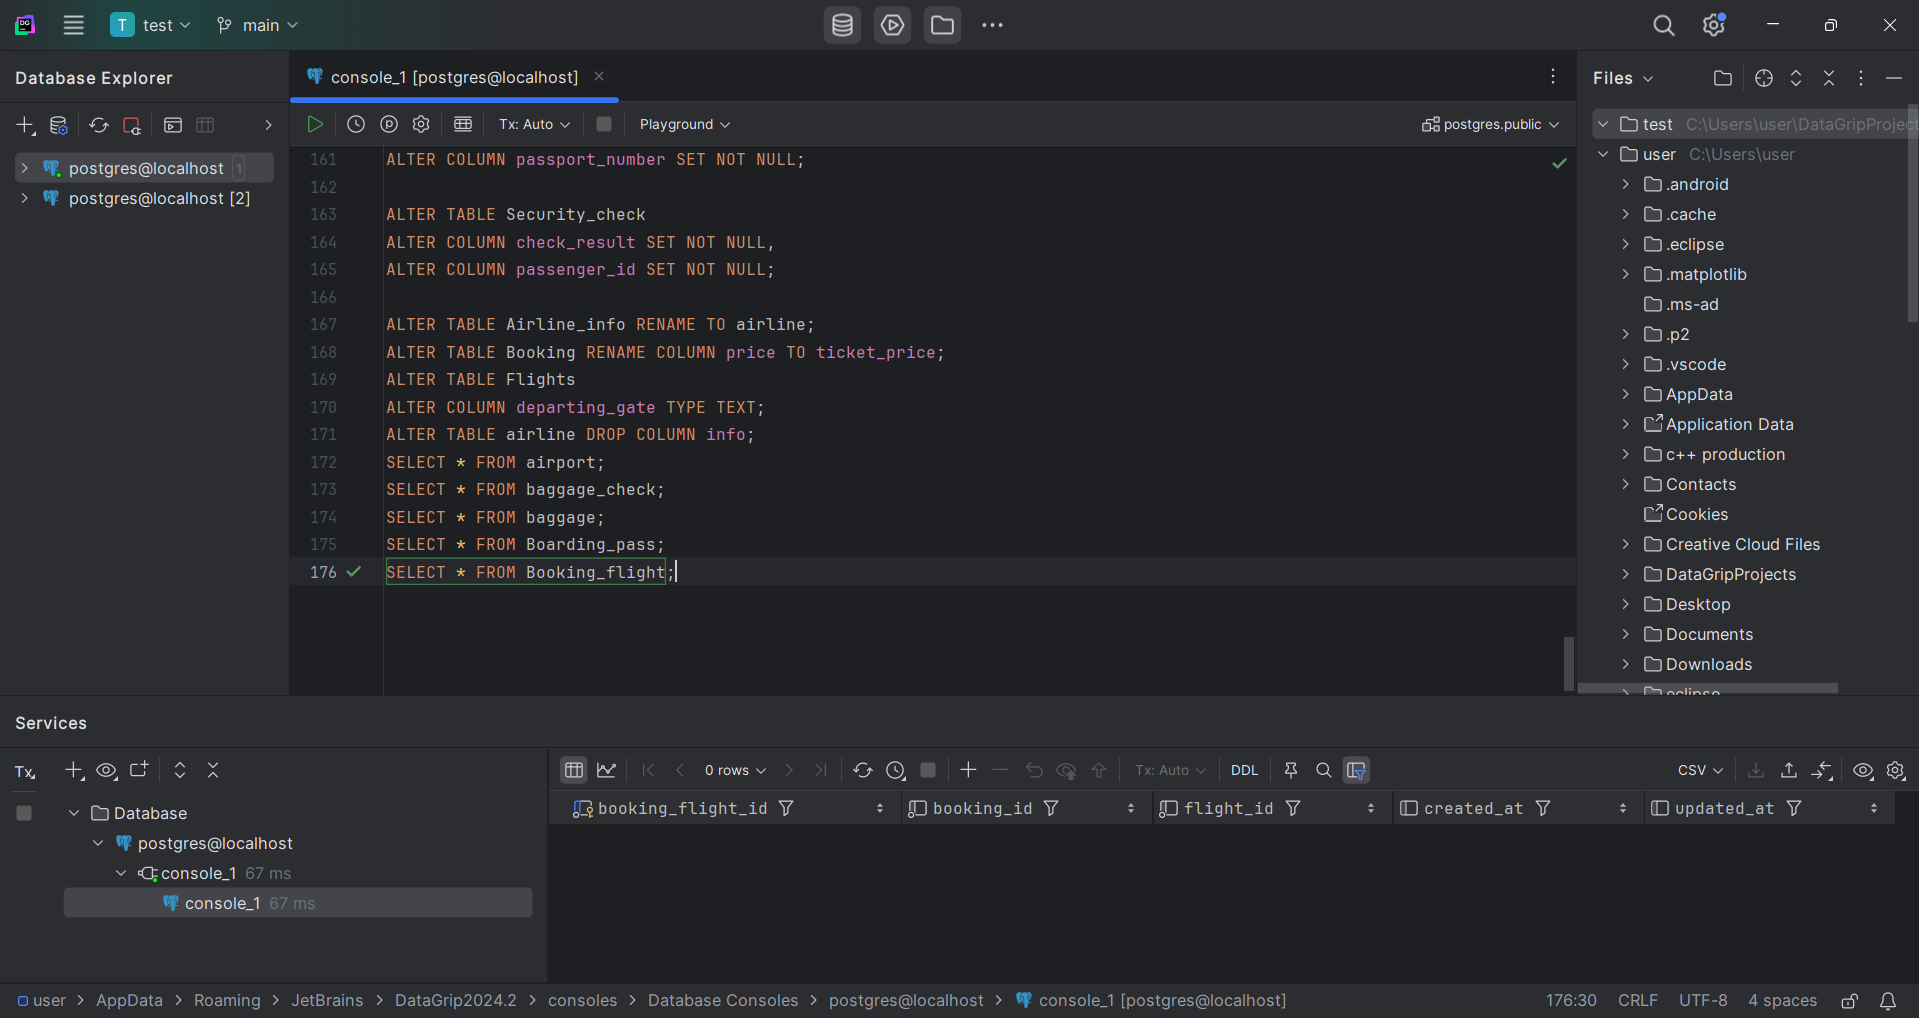 DG
T test main
Database Explorer
console_1 [postgres@localhost]
Files
Tx: Auto
Playground
postgres.public
postgres@localhost 1
postgres@localhost [2]
161 ALTER COLUMN passport_number SET NOT NULL;
162
163 ALTER TABLE Security_check
164 ALTER COLUMN check_result SET NOT NULL,
165 ALTER COLUMN passenger_id SET NOT NULL;
166
167 ALTER TABLE Airline_info RENAME TO airline;
168 ALTER TABLE Booking RENAME COLUMN price TO ticket_price;
169 ALTER TABLE Flights
170 ALTER COLUMN departing_gate TYPE TEXT;
171 ALTER TABLE airline DROP COLUMN info;
172 SELECT * FROM airport;
173 SELECT * FROM baggage_check;
174 SELECT * FROM baggage;
175 SELECT * FROM Boarding_pass;
176 SELECT * FROM Booking_flight;
test C:\Users\user\DataGripProject
user C:\Users\user
.android
.cache
.eclipse
.matplotlib
.ms-ad
.p2
.vscode
AppData
Application Data
c++ production
Contacts
Cookies
Creative Cloud Files
DataGripProjects
Desktop
Documents
Downloads
eclipse
Services
Tx
Database
postgres@localhost
console_1 67 ms
console_1 67 ms
0 rows
Tx: Auto
DDL
CSV
booking_flight_id booking_id flight_id created_at updated_at
user > AppData > Roaming > JetBrains > DataGrip2024.2 > consoles > Database Consoles > postgres@localhost > console_1 [postgres@localhost]
176:30 CRLF UTF-8 4 spaces